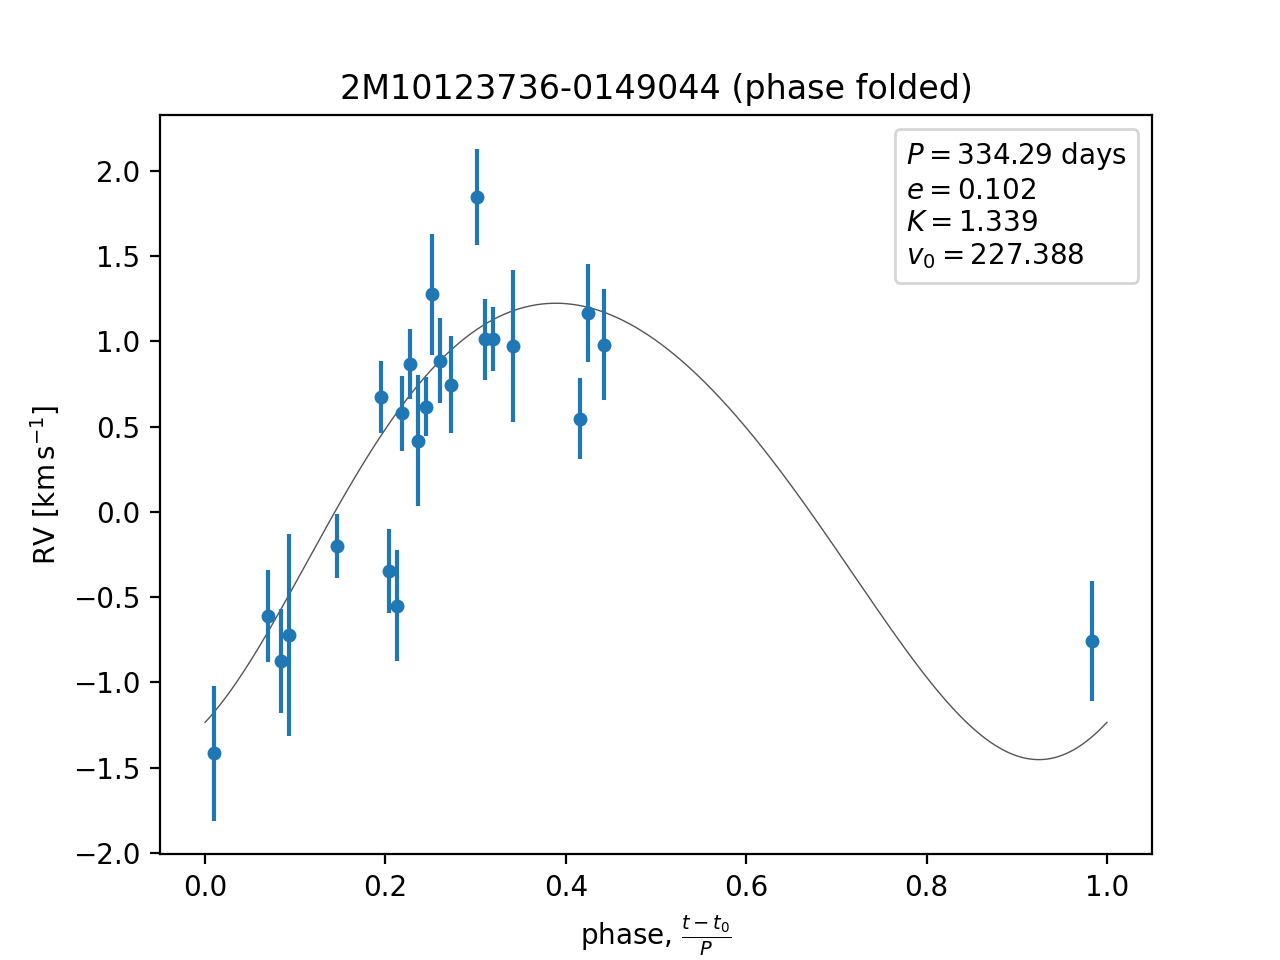 2M10123736-0149044 (phase folded)
P = 334.29 days
e = 0.102
K = 1.339
v₀ = 227.388
2.0
1.5
1.0
0.5
0.0
−0.5
−1.0
−1.5
−2.0
RV [km s⁻¹]
0.0 0.2 0.4 0.6 0.8 1.0
phase, (t − t₀)/P